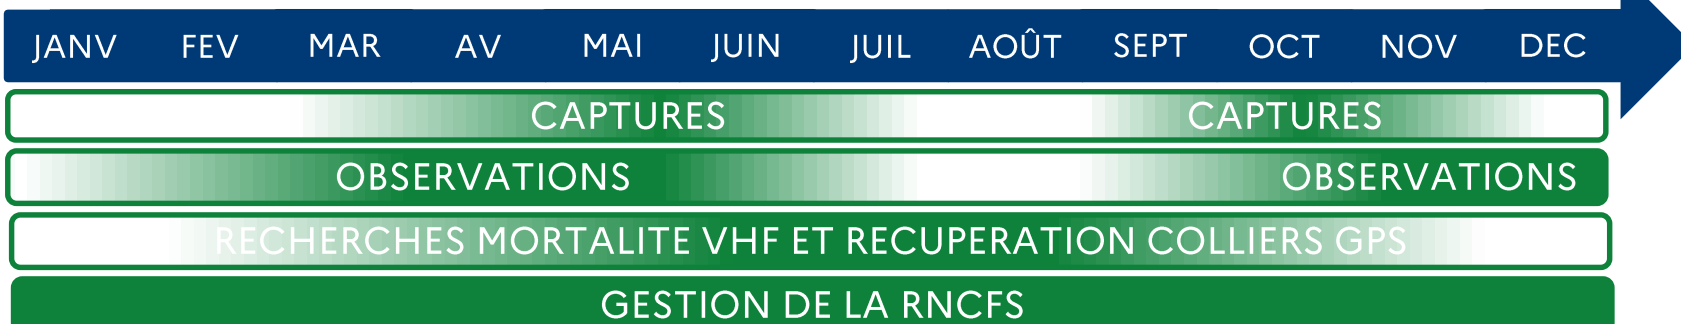 JANV FEV MAR AV MAI JUIN JUIL AOÛT SEPT OCT NOV DEC
CAPTURES CAPTURES
OBSERVATIONS OBSERVATIONS
RECHERCHES MORTALITE VHF ET RECUPERATION COLLIERS GPS
GESTION DE LA RNCFS